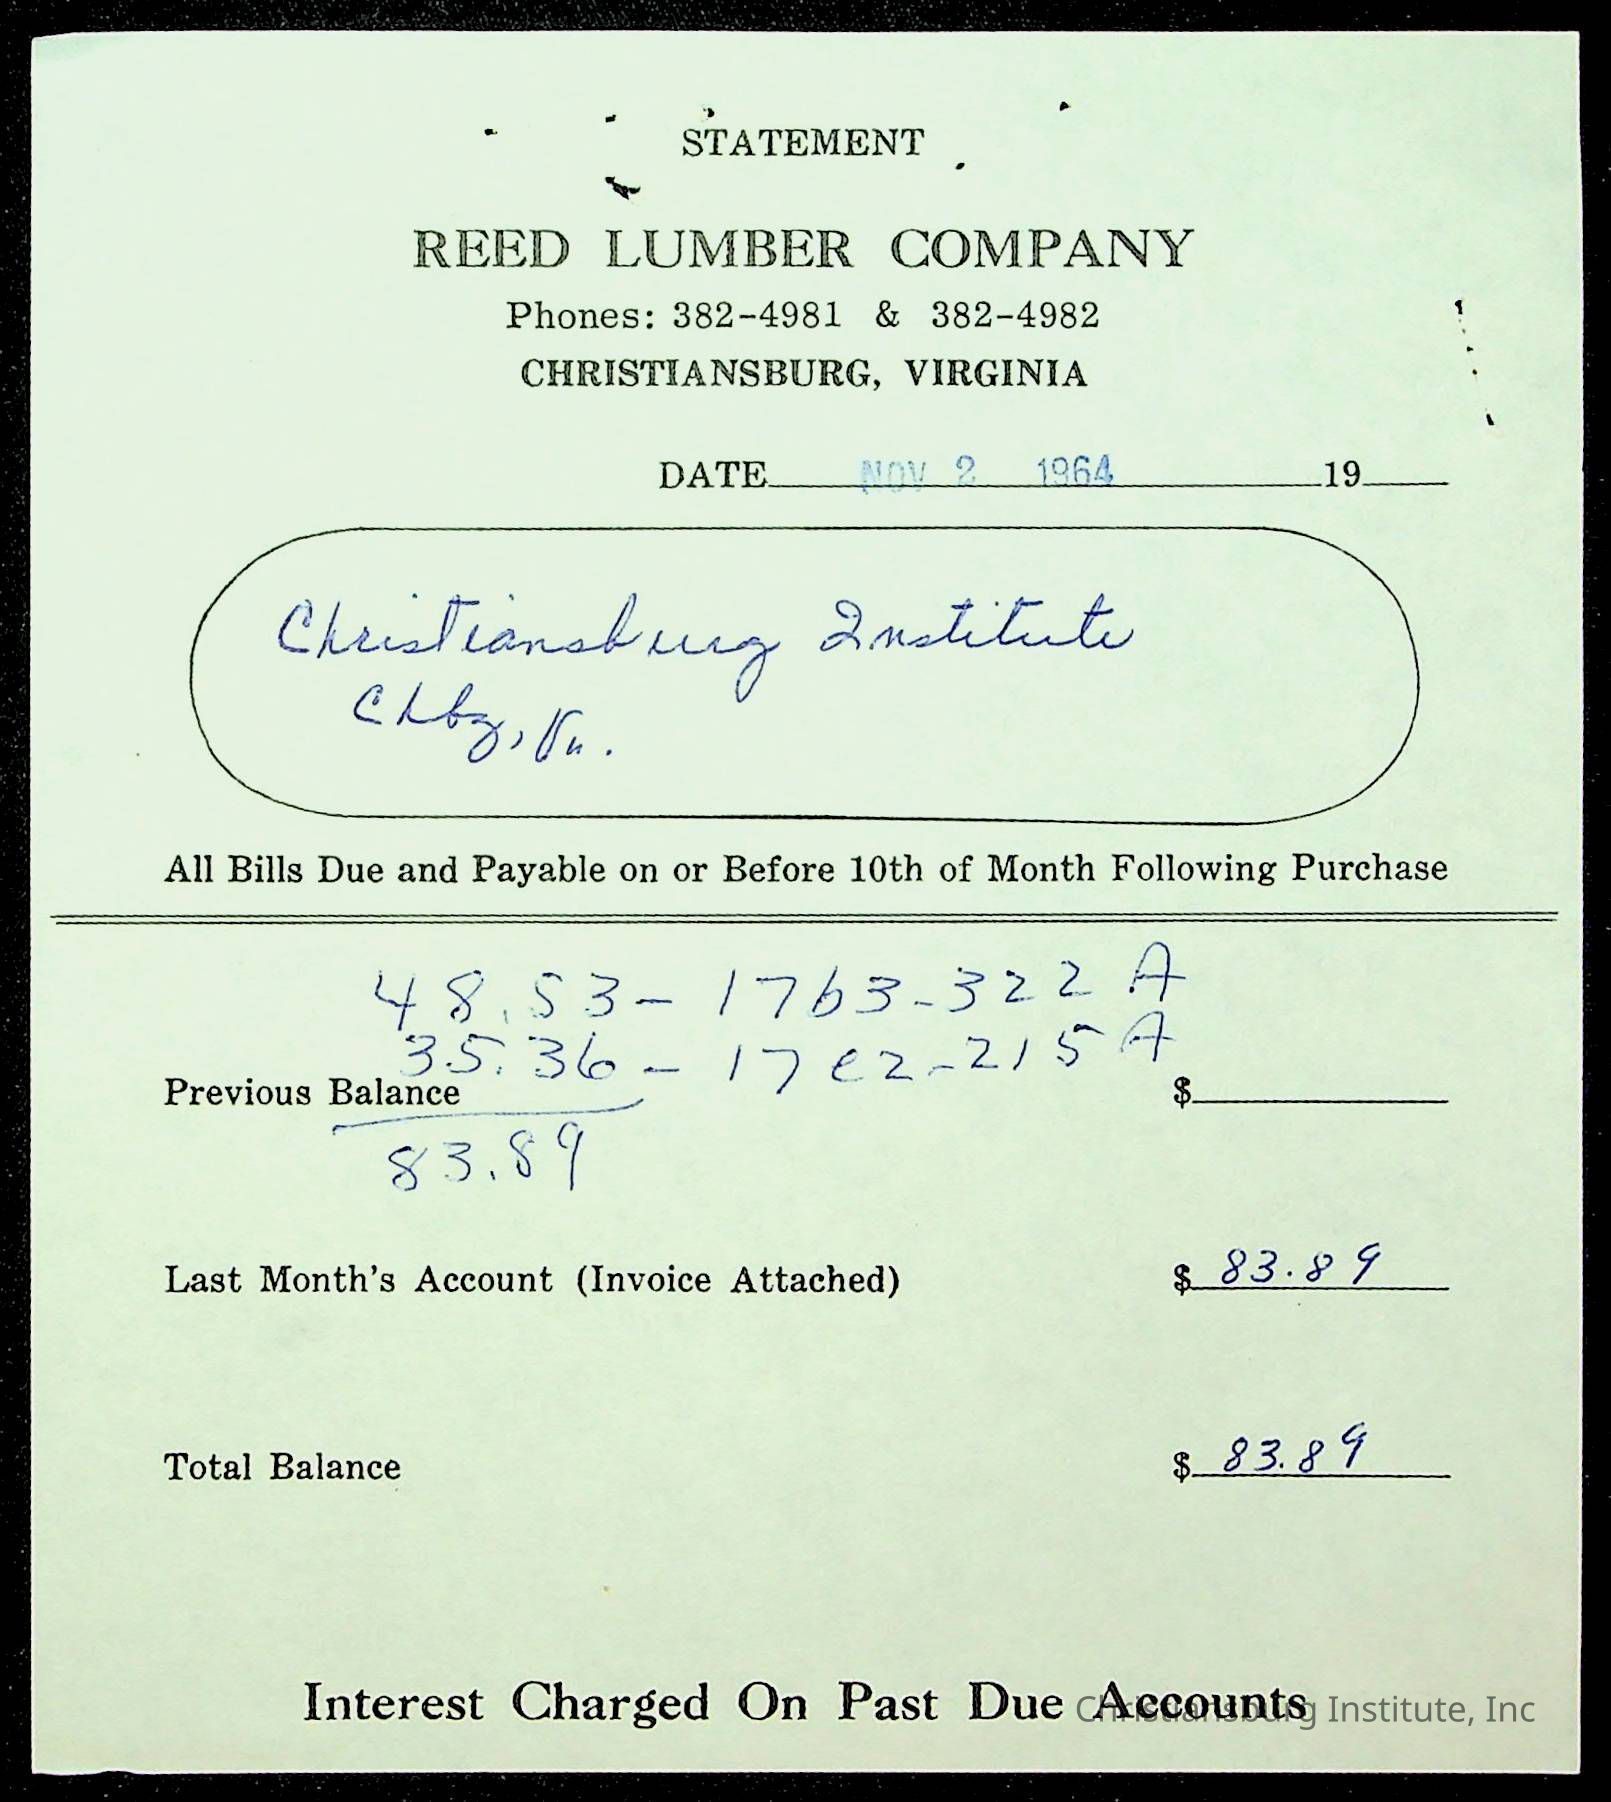 STATEMENT
REED LUMBER COMPANY
Phones: 382-4981 & 382-4982
CHRISTIANSBURG, VIRGINIA
DATE NOV 2 1964 19
Christiansburg Institute
Chbg, Va.
All Bills Due and Payable on or Before 10th of Month Following Purchase
48.53 - 17b3-322 A
35.36 - 17c2-215 A
Previous Balance $
83.89
Last Month's Account (Invoice Attached) $ 83.89
Total Balance $ 83.89
Interest Charged On Past Due Accounts
Christiansburg Institute, Inc